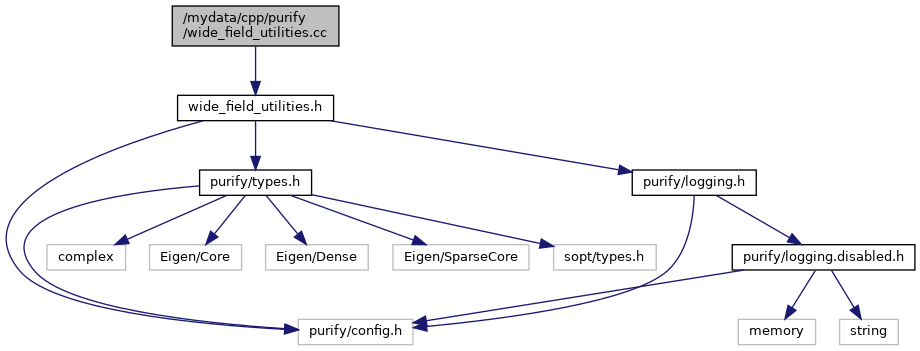 /mydata/cpp/purify
/wide_field_utilities.cc
wide_field_utilities.h
purify/types.h
purify/logging.h
complex
Eigen/Core
Eigen/Dense
Eigen/SparseCore
sopt/types.h
purify/logging.disabled.h
purify/config.h
memory
string